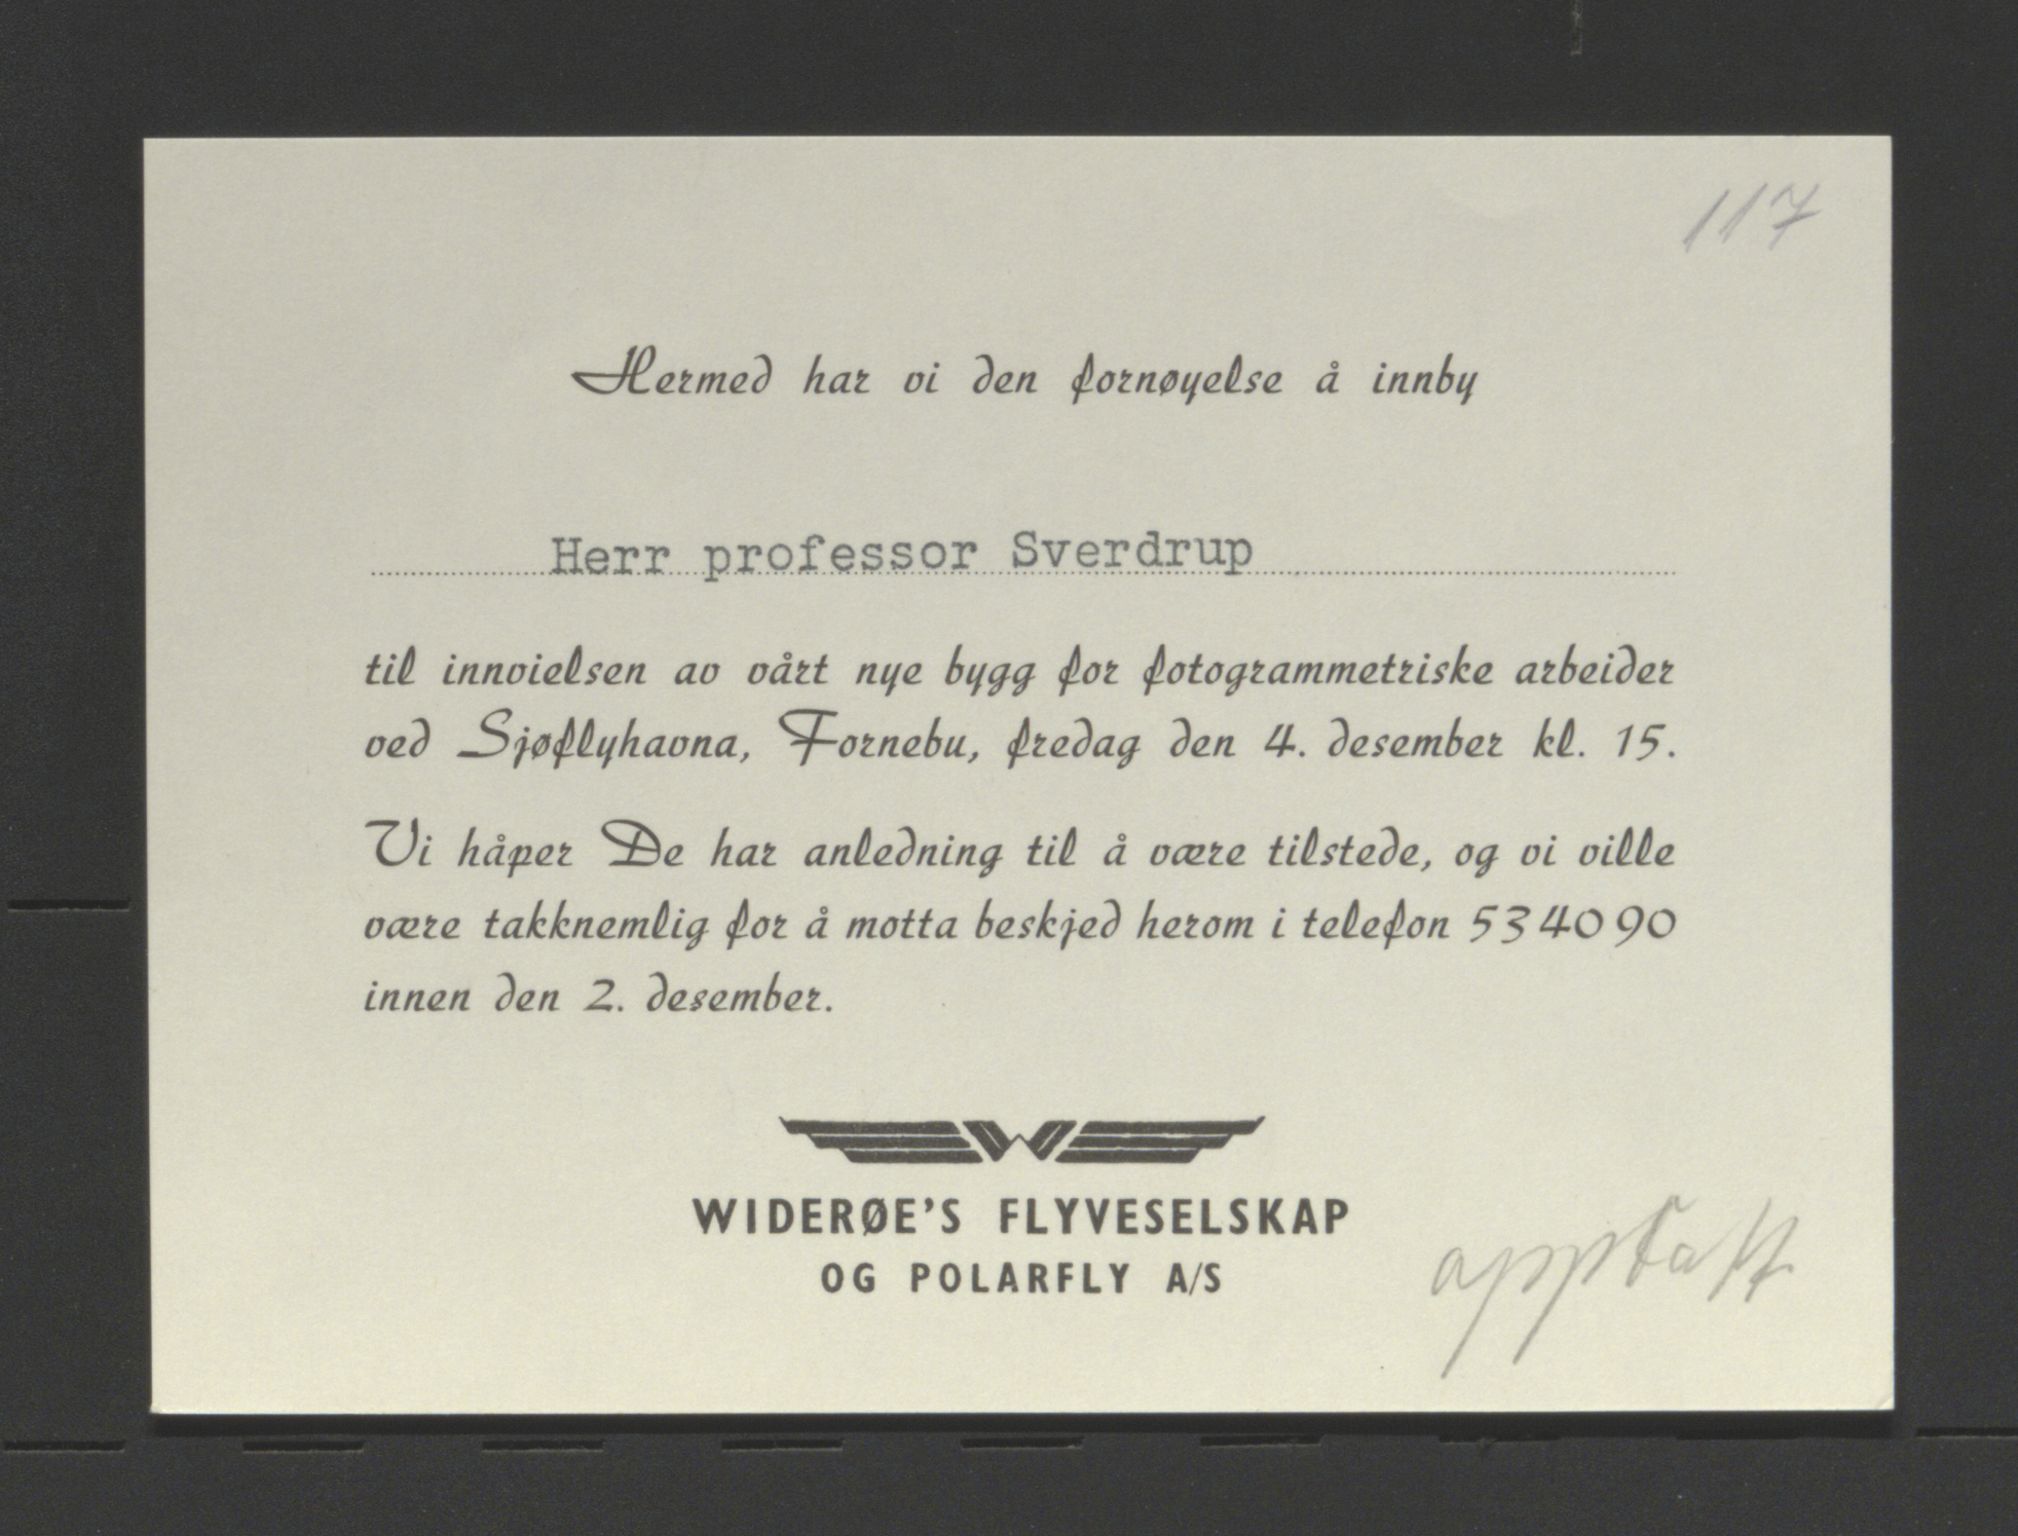 117
Hermed har vi den fornøyelse å innby
Herr professor Sverdrup
til innvielsen av vårt nye bygg for fotogrammetriske arbeider
ved Sjøflyhavna, Fornebu, fredag den 4. desember kl. 15.
Vi håper De har anledning til å være tilstede, og vi ville
være takknemlig for å motta beskjed herom i telefon 534090
innen den 2. desember.
W
WIDERØE'S FLYVESELSKAP
OG POLARFLY A/S
opptatt